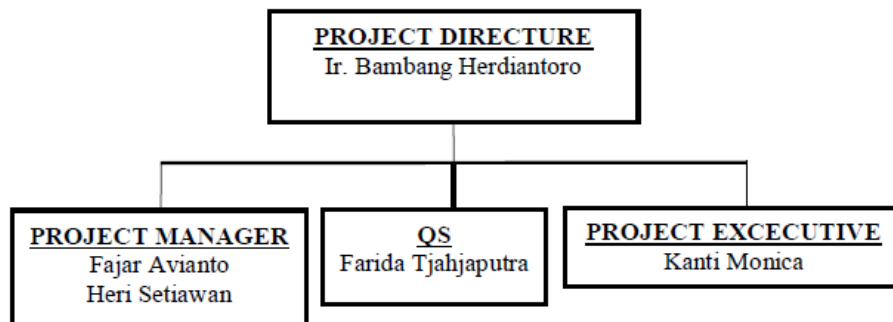 PROJECT DIRECTURE
Ir. Bambang Herdiantoro
PROJECT MANAGER
Fajar Avianto
Heri Setiawan
QS
Farida Tjahjaputra
PROJECT EXCECUTIVE
Kanti Monica